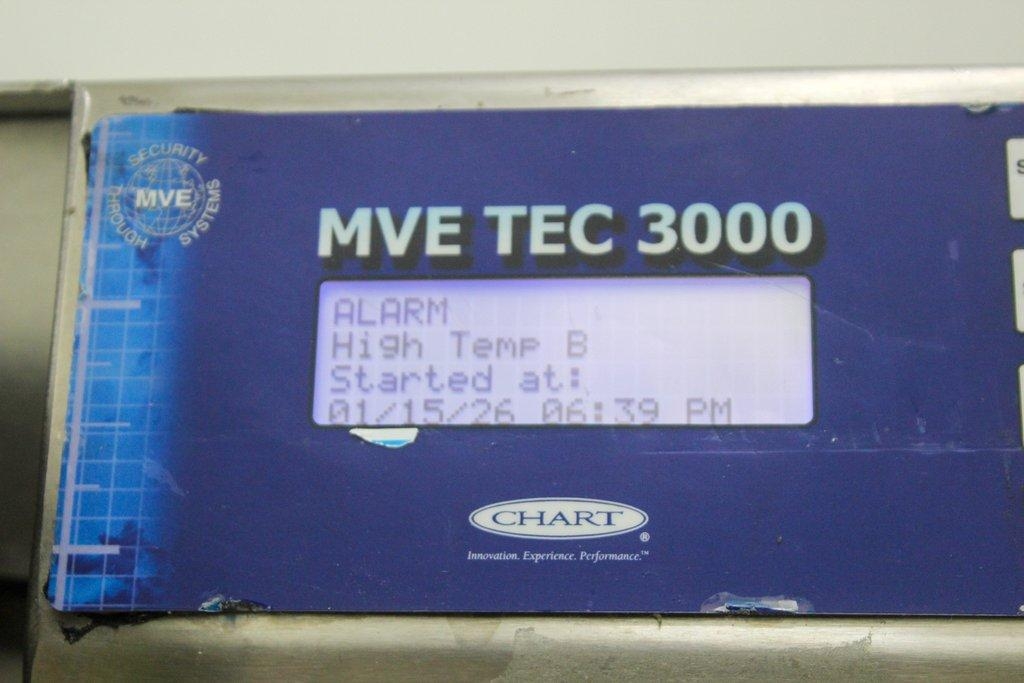 SECURITY
THROUGH MVE SYSTEMS
MVE TEC 3000
ALARM
High Temp B
Started at:
01/15/26 06:39 PM
CHART®
Innovation. Experience. Performance.™